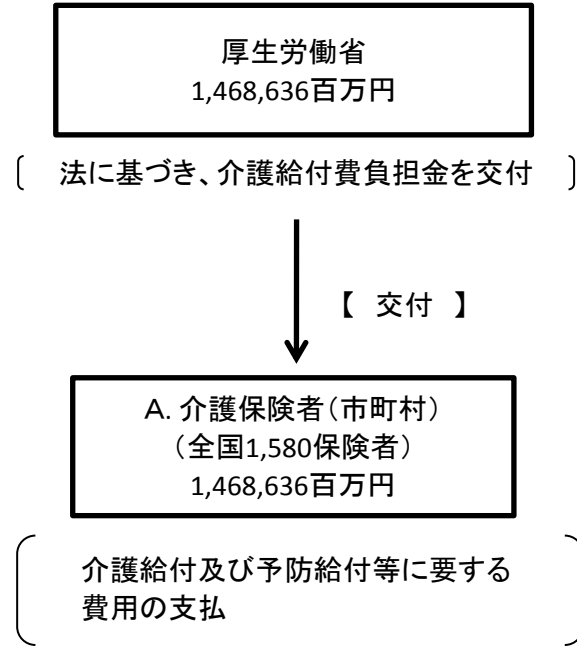 厚生労働省
1,468,636百万円
法に基づき、介護給付費負担金を交付
【 交付 】
A. 介護保険者(市町村)
(全国1,580保険者)
1,468,636百万円
介護給付及び予防給付等に要する
費用の支払